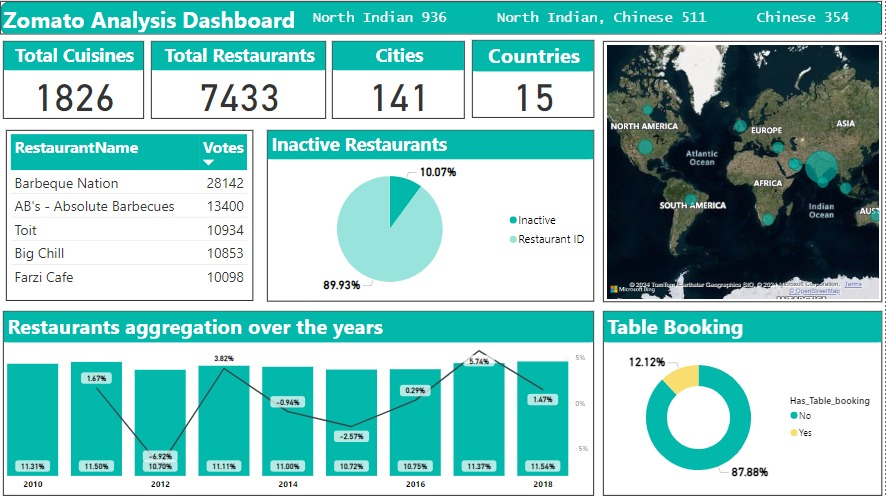 Zomato Analysis Dashboard North Indian 936 North Indian, Chinese 511 Chinese 354
Total Cuisines
1826
Total Restaurants
7433
Cities
141
Countries
15
RestaurantName Votes
Barbeque Nation 28142
AB's - Absolute Barbecues 13400
Toit 10934
Big Chill 10853
Farzi Cafe 10098
Inactive Restaurants
10.07%
89.93%
Inactive
Restaurant ID
NORTH AMERICA
EUROPE
ASIA
Atlantic
Ocean
AFRICA
SOUTH AMERICA
Indian
Ocean
AUST
Microsoft Bing
© 2024 TomTom, Earthstar Geographics SIO, © 2024 Microsoft Corporation, Terms
© OpenStreetMap
Restaurants aggregation over the years
1.67% -6.92% 3.82% -0.94% -2.57% 0.29% 5.74% 1.47%
5%
0%
5%
11.31% 11.50% 10.70% 11.11% 11.00% 10.72% 10.75% 11.37% 11.54%
2010 2012 2014 2016 2018
Table Booking
12.12%
87.88%
Has_Table_booking
No
Yes